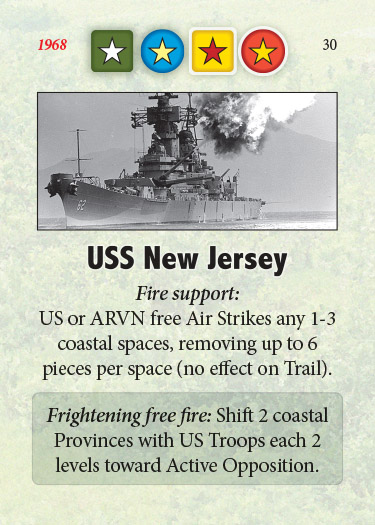 1968 30
62
USS New Jersey
Fire support:
US or ARVN free Air Strikes any 1-3
coastal spaces, removing up to 6
pieces per space (no effect on Trail).
Frightening free fire: Shift 2 coastal
Provinces with US Troops each 2
levels toward Active Opposition.